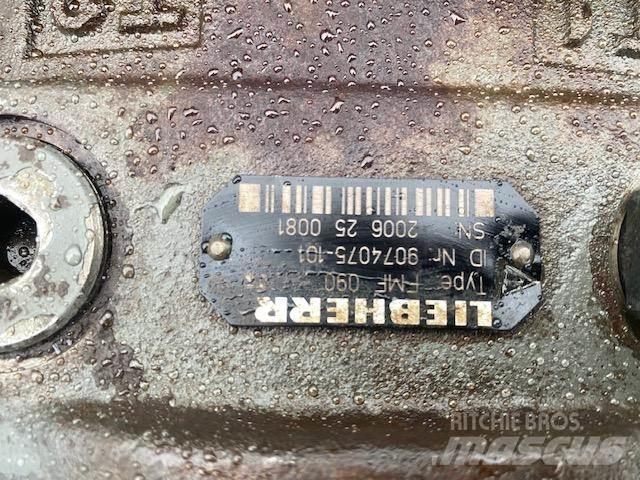 LIEBHERR
Type FMF 090
ID Nr. 9074075-101
SN 2006 25 0081
RITCHIE BROS.
MASCUS